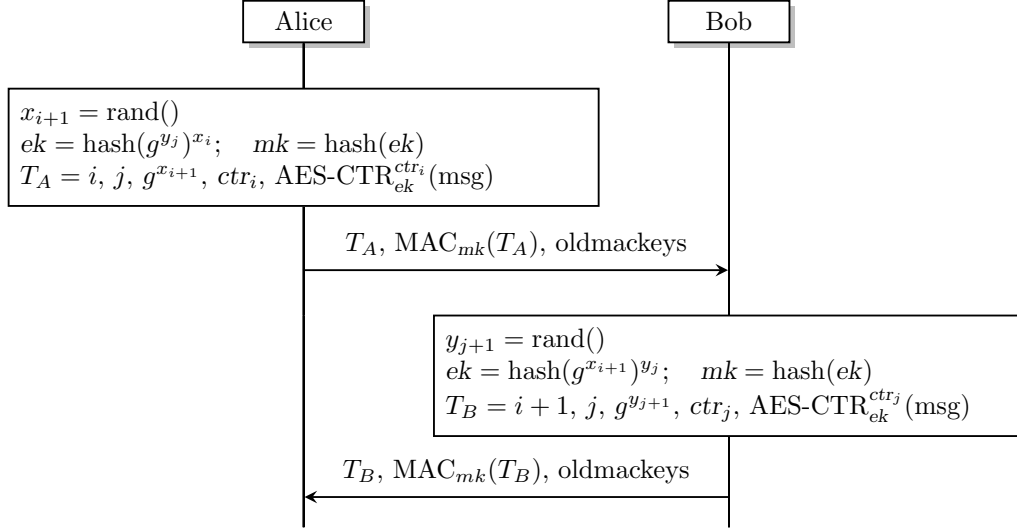 Alice
Bob
x_{i+1} = rand()
ek = hash(g^{y_j})^{x_i};  mk = hash(ek)
T_A = i, j, g^{x_{i+1}}, ctr_i, AES-CTR_{ek}^{ctr_i}(msg)
T_A, MAC_{mk}(T_A), oldmackeys
y_{j+1} = rand()
ek = hash(g^{x_{i+1}})^{y_j};  mk = hash(ek)
T_B = i + 1, j, g^{y_{j+1}}, ctr_j, AES-CTR_{ek}^{ctr_j}(msg)
T_B, MAC_{mk}(T_B), oldmackeys